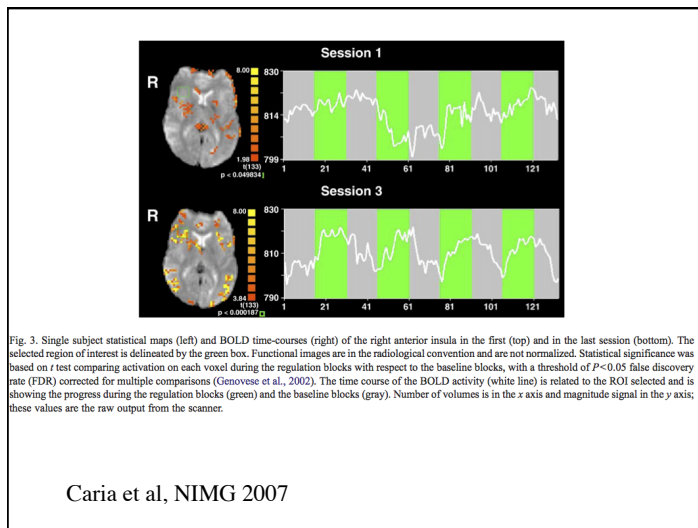 Session 1
R
8.00
1.98
t(133)
p < 0.049834
830
814
799
1 21 41 61 81 101 121
Session 3
R
8.00
3.84
t(133)
p < 0.000187
830
810
790
1 21 41 61 81 101 121
Fig. 3. Single subject statistical maps (left) and BOLD time-courses (right) of the right anterior insula in the first (top) and in the last session (bottom). The
selected region of interest is delineated by the green box. Functional images are in the radiological convention and are not normalized. Statistical significance was
based on t test comparing activation on each voxel during the regulation blocks with respect to the baseline blocks, with a threshold of P<0.05 false discovery
rate (FDR) corrected for multiple comparisons (Genovese et al., 2002). The time course of the BOLD activity (white line) is related to the ROI selected and is
showing the progress during the regulation blocks (green) and the baseline blocks (gray). Number of volumes is in the x axis and magnitude signal in the y axis;
these values are the raw output from the scanner.
Caria et al, NIMG 2007